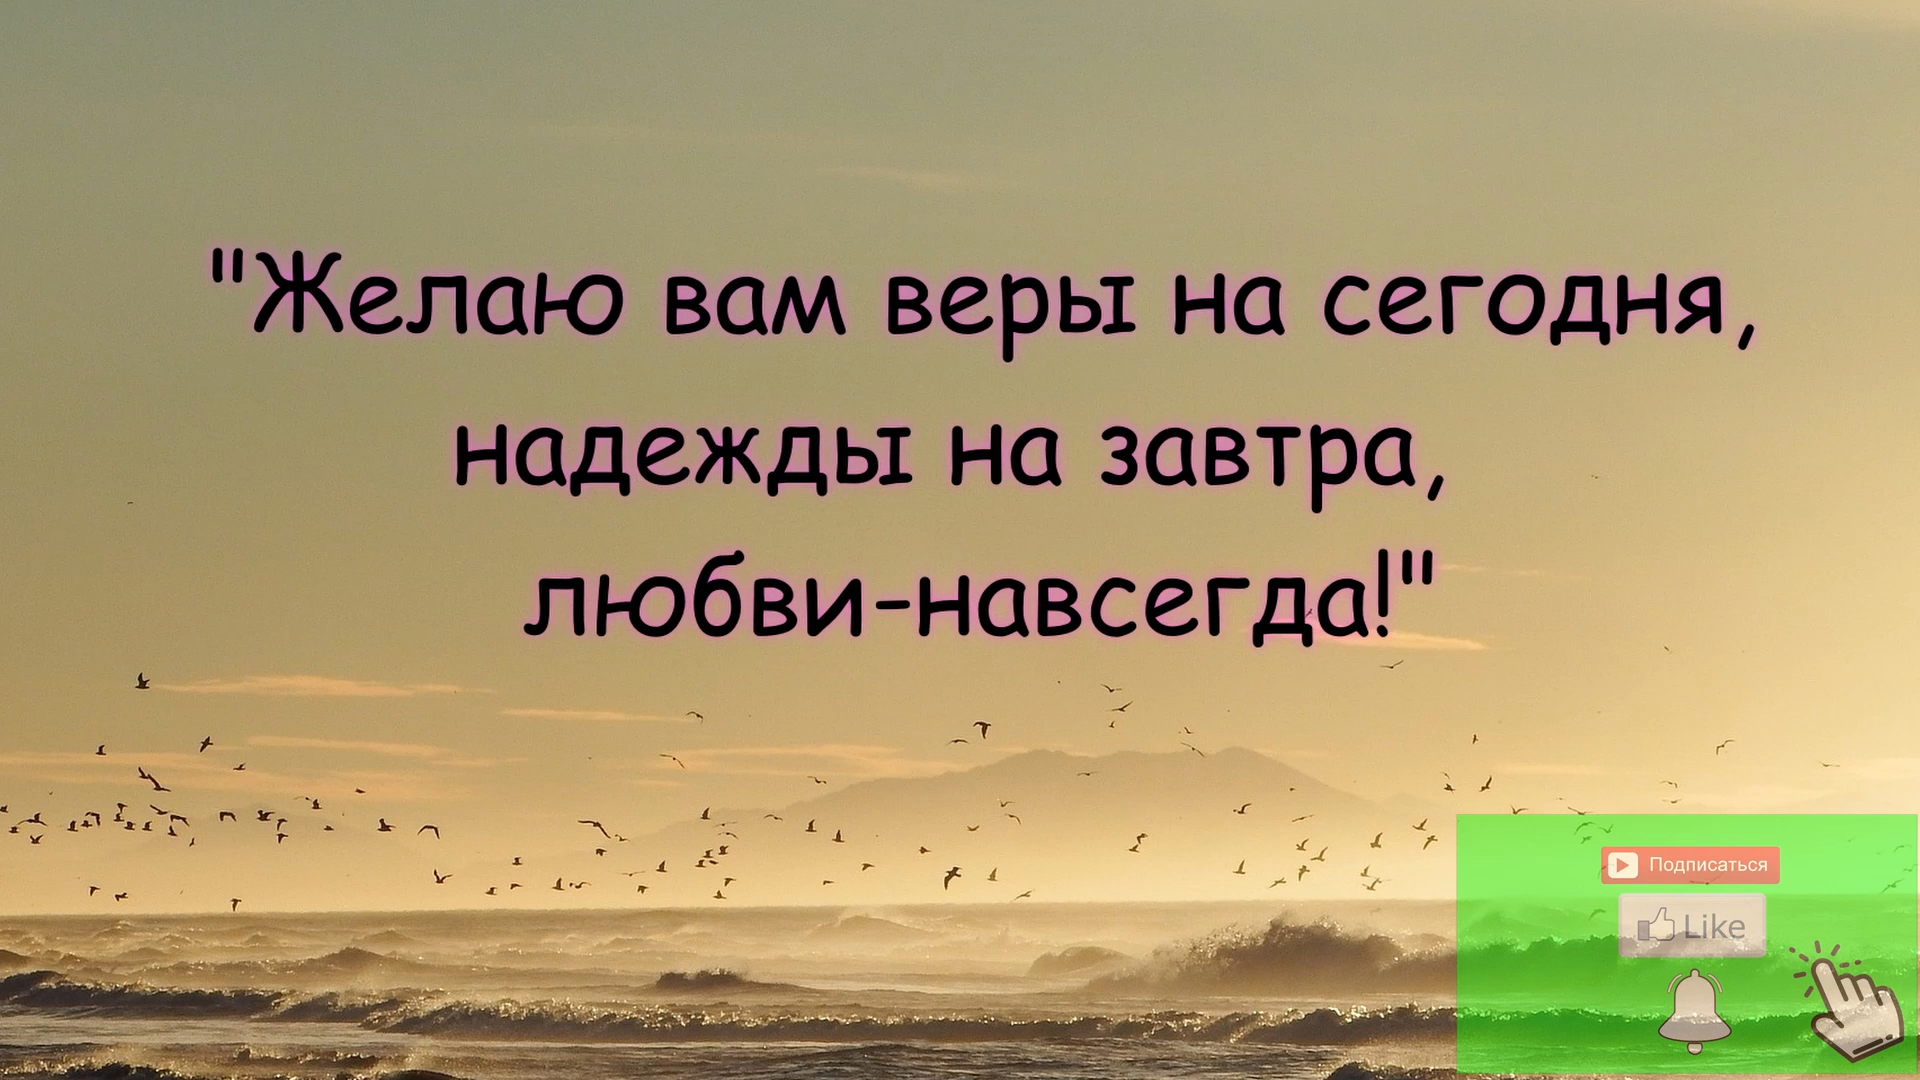 "Желаю вам веры на сегодня,
надежды на завтра,
любви-навсегда!"
Подписаться
Like